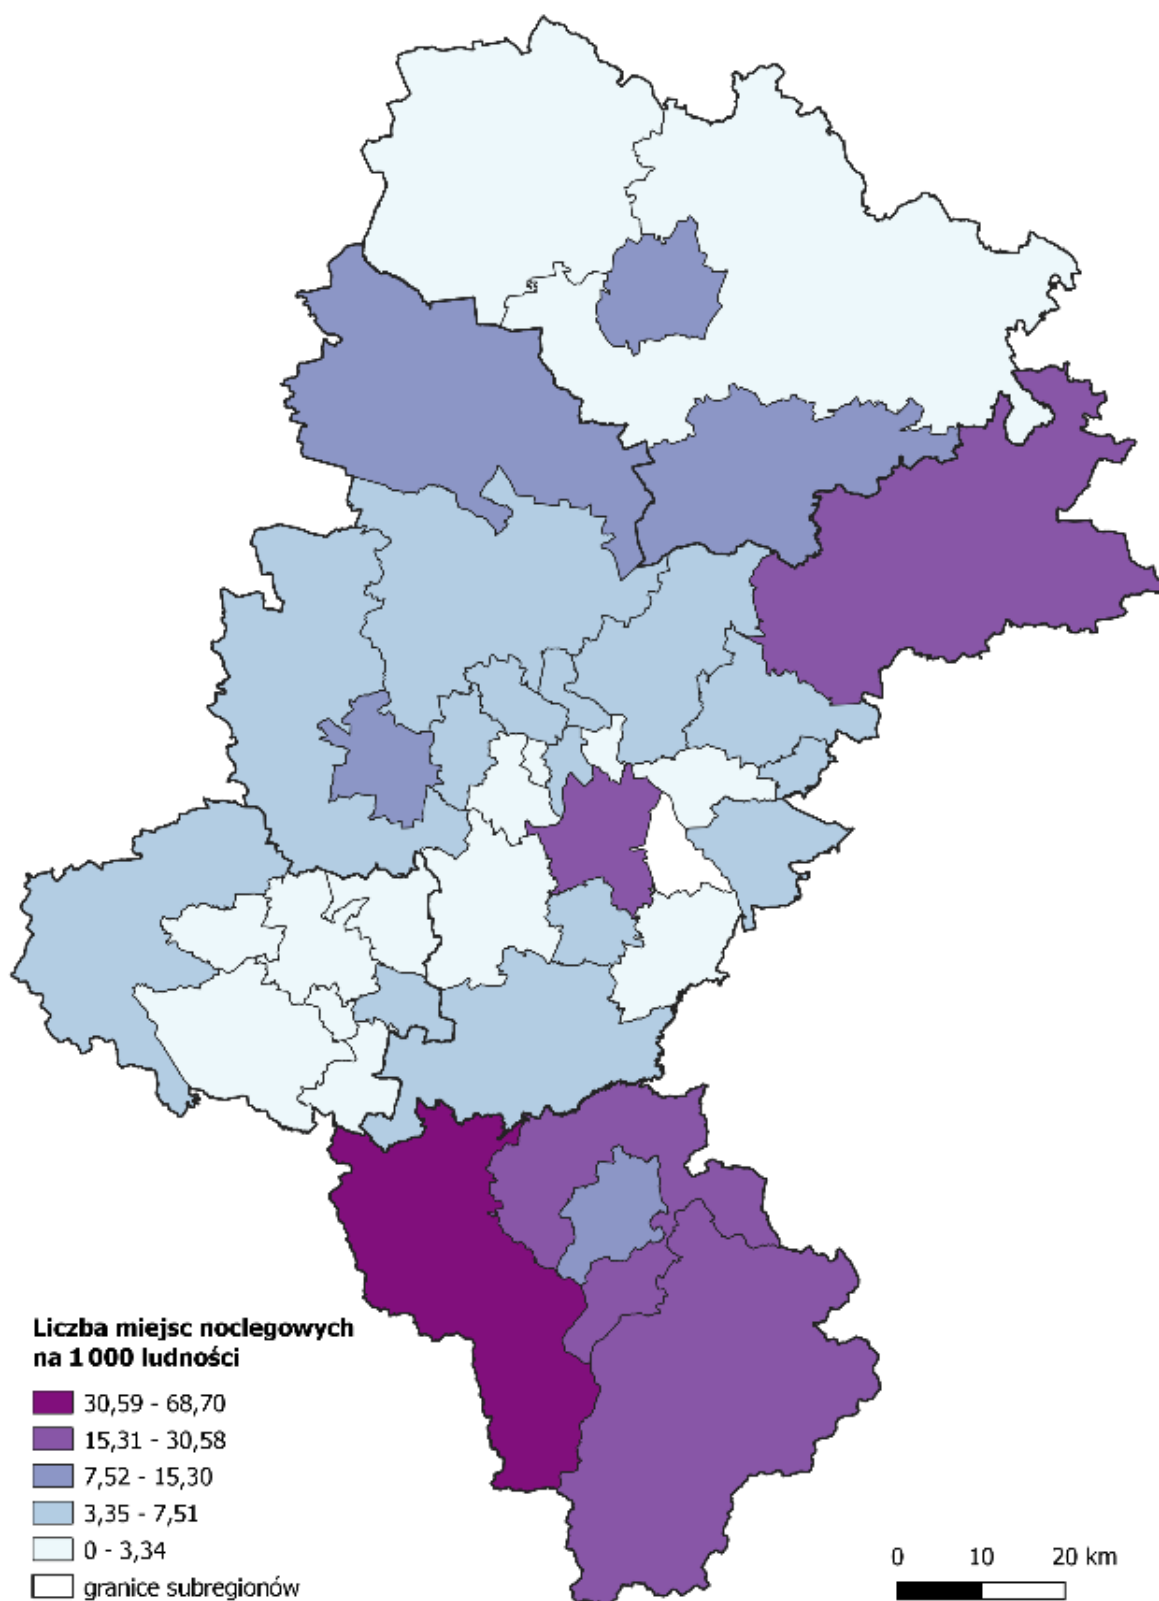 Liczba miejsc noclegowych
na 1 000 ludności
30,59 - 68,70
15,31 - 30,58
7,52 - 15,30
3,35 - 7,51
0 - 3,34
granice subregionów
0 10 20 km